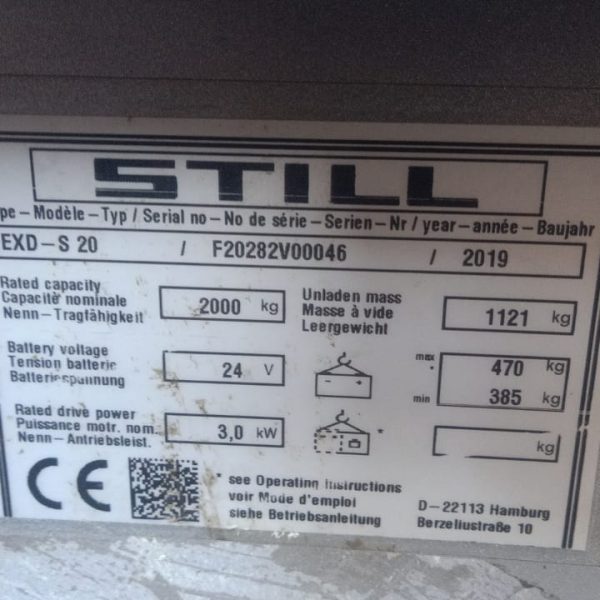 STILL
pe – Modèle – Typ / Serial no – No de série – Serien – Nr / year – année – Baujahr
EXD – S 20 / F20282V00046 / 2019
Rated capacity
Capacité nominale
Nenn – Tragfähigkeit
2000 kg
Unladen mass
Masse à vide
Leergewicht
1121 kg
Battery voltage
Tension batterie
Batteriespannung
24 V
max *
470 kg
min
385 kg
Rated drive power
Puissance motr. nom.
Nenn – Antriebsleist.
3,0 kW
kg
CE
* see Operating Instructions
voir Mode d'emploi
siehe Betriebsanleitung
D – 22113 Hamburg
Berzeliustraße 10